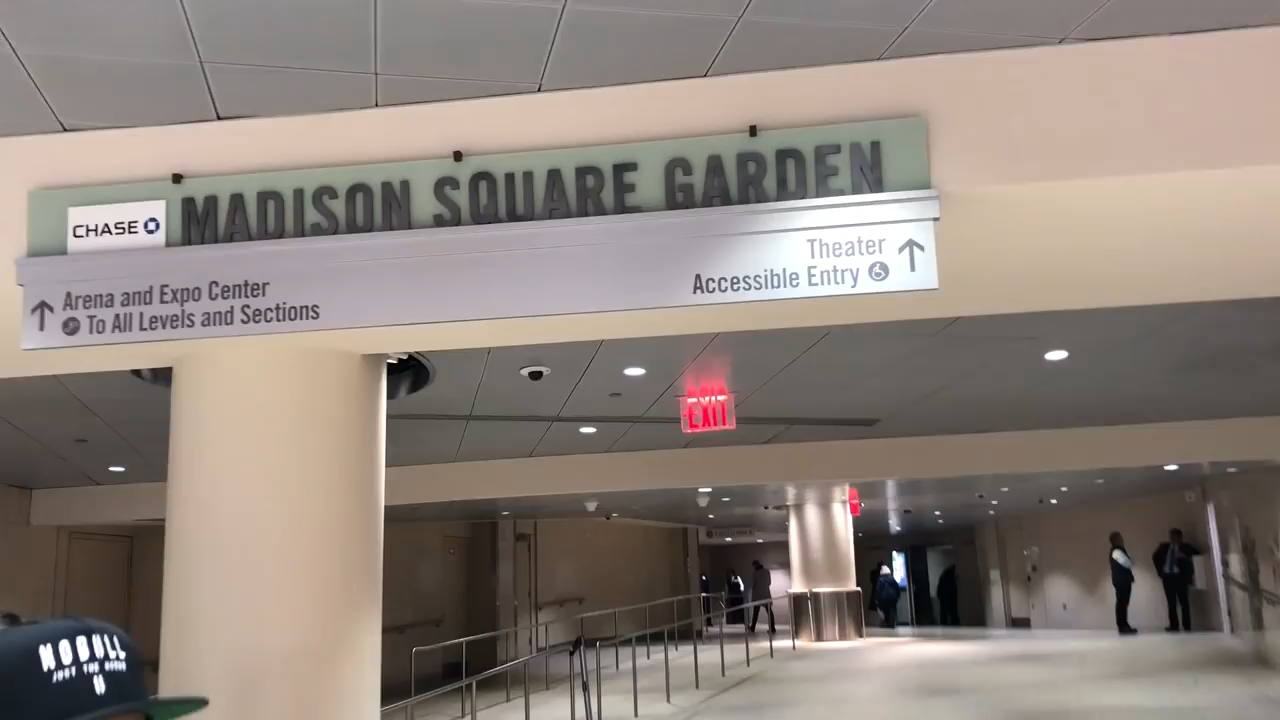 CHASE
MADISON SQUARE GARDEN
Arena and Expo Center
To All Levels and Sections
Theater
Accessible Entry
EXIT
NOBULL